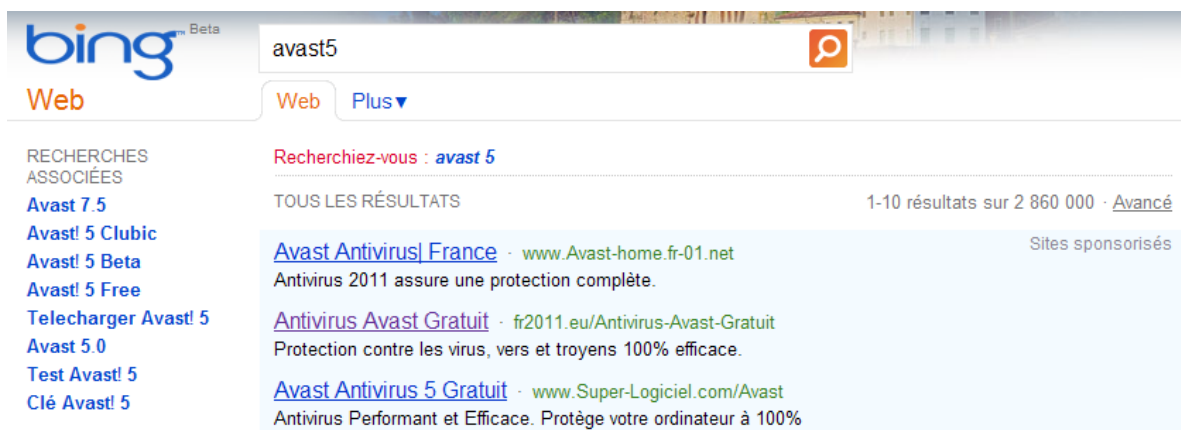 bing™ Beta
avast5
Web
Web Plus▼
RECHERCHES
ASSOCIÉES
Avast 7.5
Avast! 5 Clubic
Avast! 5 Beta
Avast! 5 Free
Telecharger Avast! 5
Avast 5.0
Test Avast! 5
Clé Avast! 5
Recherchiez-vous : avast 5
TOUS LES RÉSULTATS 1-10 résultats sur 2 860 000 · Avancé
Sites sponsorisés
Avast Antivirus| France · www.Avast-home.fr-01.net
Antivirus 2011 assure une protection complète.
Antivirus Avast Gratuit · fr2011.eu/Antivirus-Avast-Gratuit
Protection contre les virus, vers et troyens 100% efficace.
Avast Antivirus 5 Gratuit · www.Super-Logiciel.com/Avast
Antivirus Performant et Efficace. Protège votre ordinateur à 100%